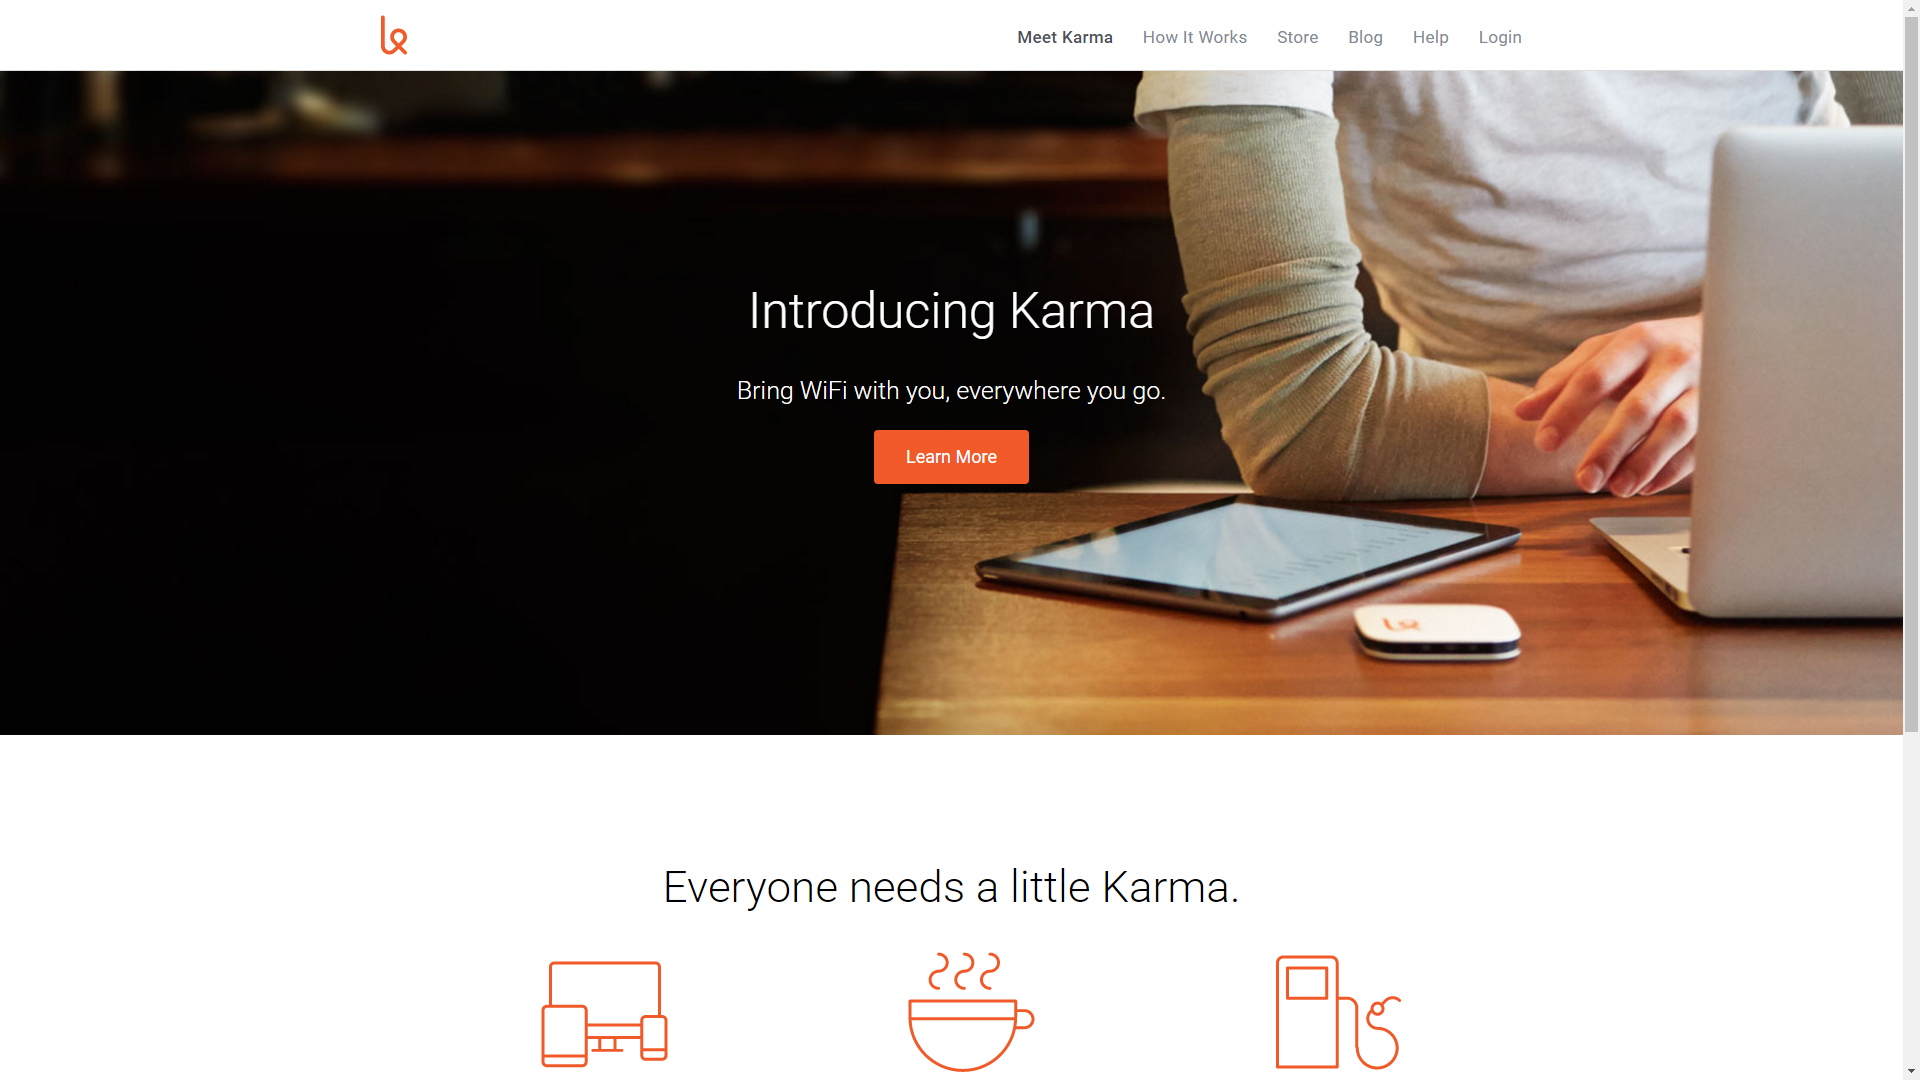 Meet Karma How It Works Store Blog Help Login
Introducing Karma
Bring WiFi with you, everywhere you go.
Learn More
Everyone needs a little Karma.